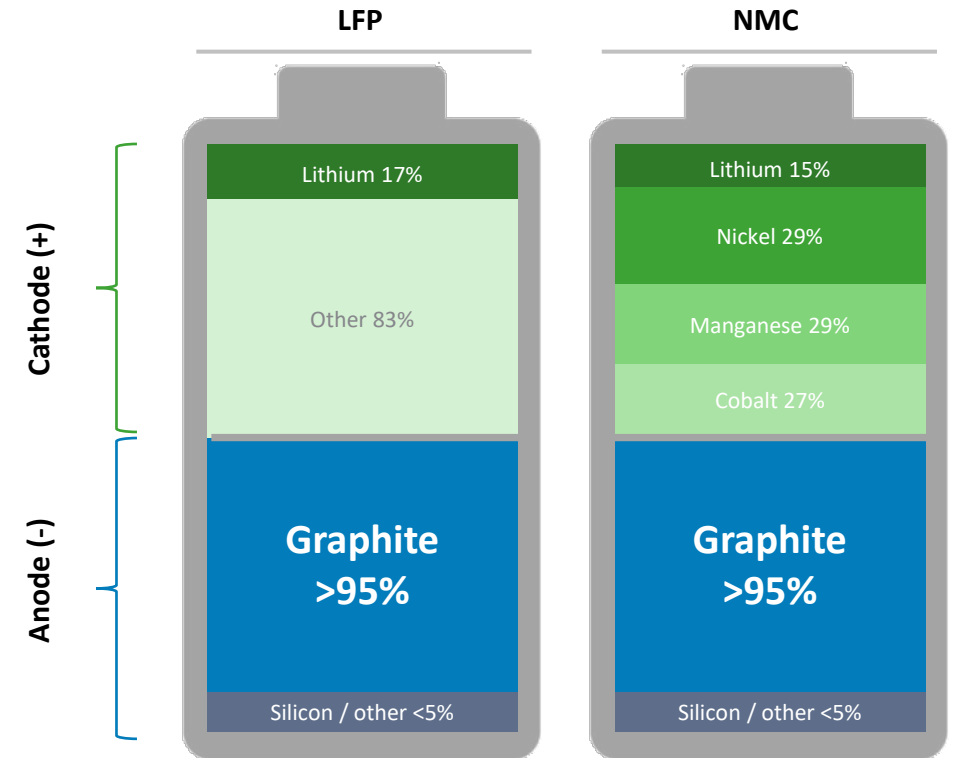 LFP
NMC
Cathode (+)
Lithium 17%
Other 83%
Lithium 15%
Nickel 29%
Manganese 29%
Cobalt 27%
Anode (-)
Graphite
>95%
Silicon / other <5%
Graphite
>95%
Silicon / other <5%